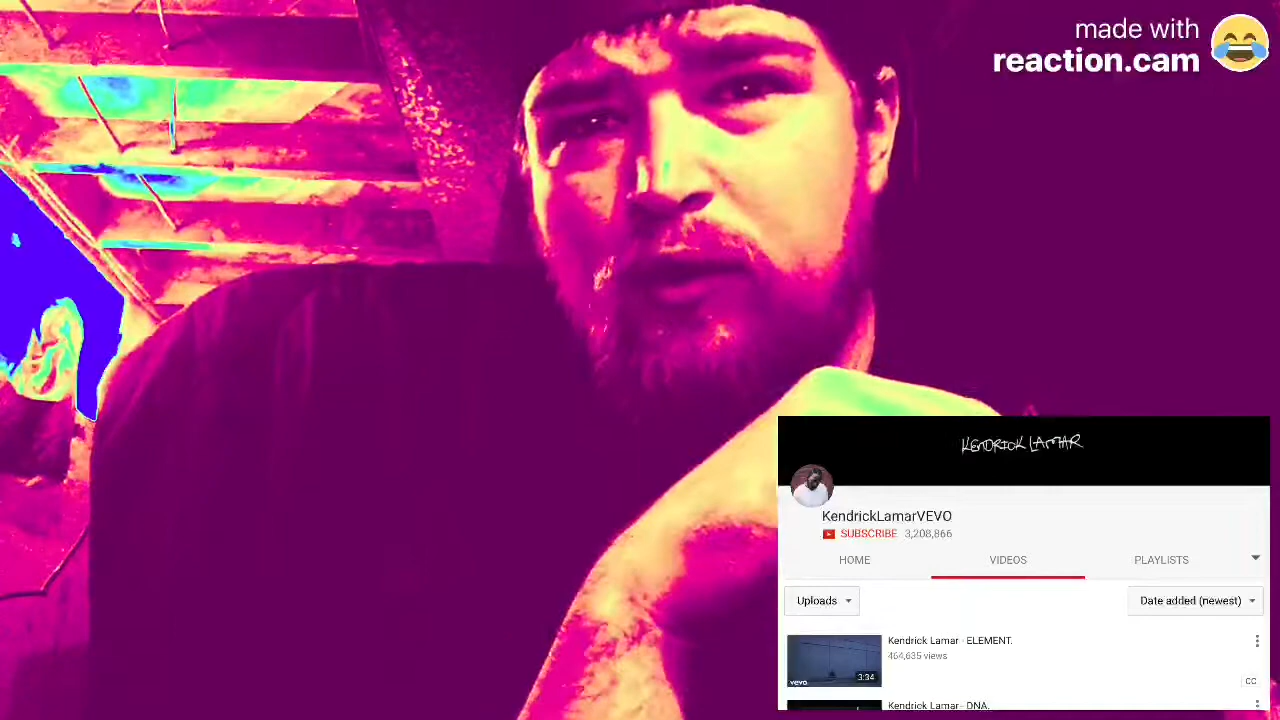 made with
reaction.cam
KENDRICK LAMAR
KendrickLamarVEVO
SUBSCRIBE 3,208,866
HOME VIDEOS PLAYLISTS
Uploads Date added (newest)
Kendrick Lamar - ELEMENT.
464,635 views
vevo 3:34 CC
Kendrick Lamar - DNA.